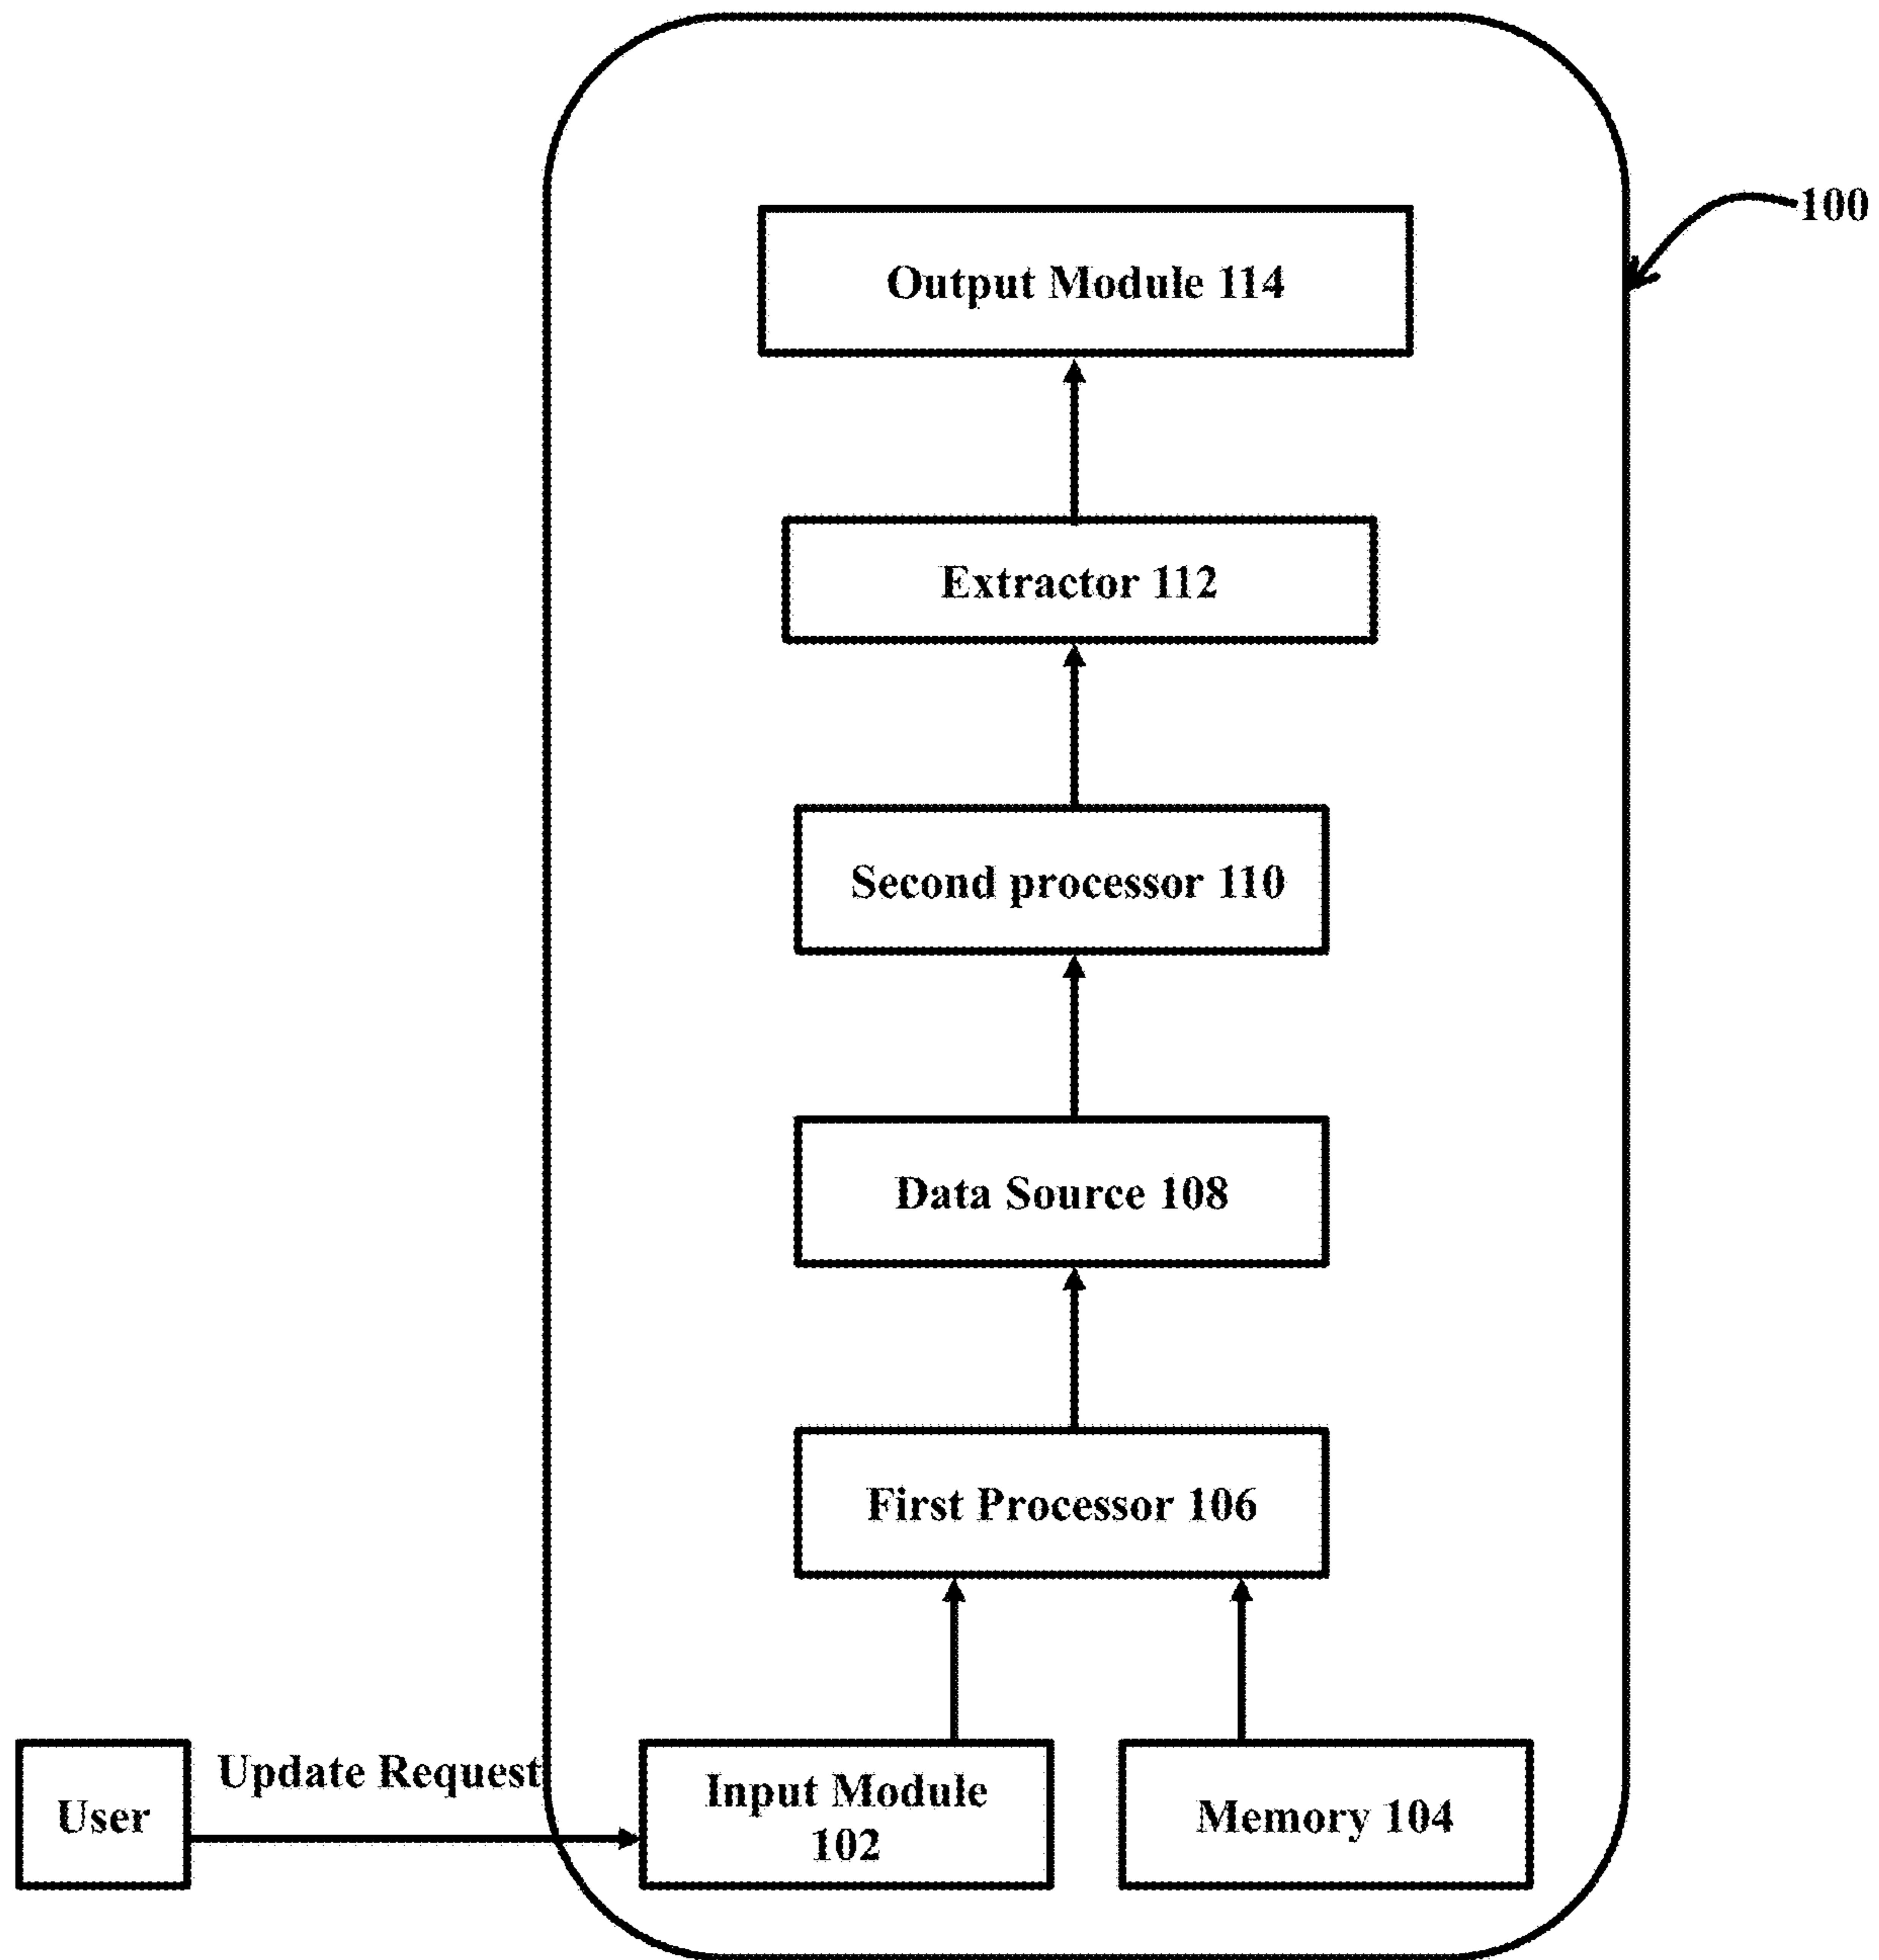 100
Output Module 114
Extractor 112
Second processor 110
Data Source 108
First Processor 106
Update Request
User
Input Module
102
Memory 104